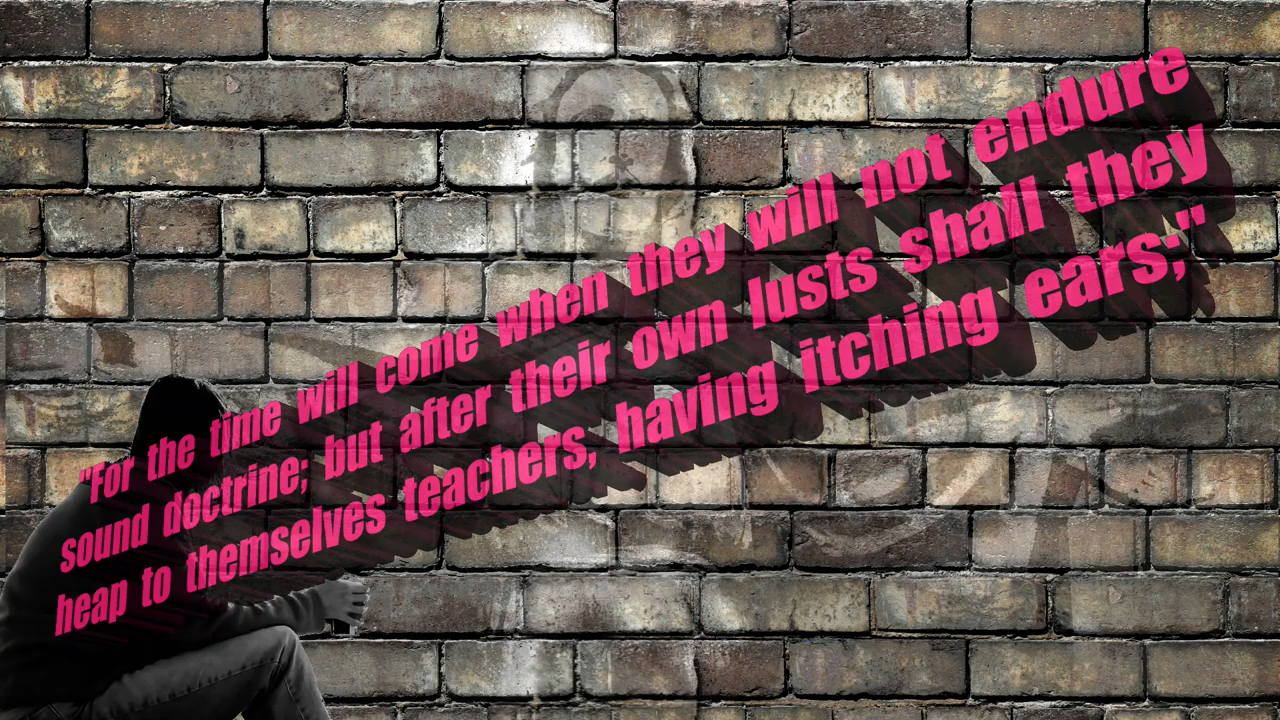 "For the time will come when they will not endure
sound doctrine; but after their own lusts shall they
heap to themselves teachers, having itching ears;"